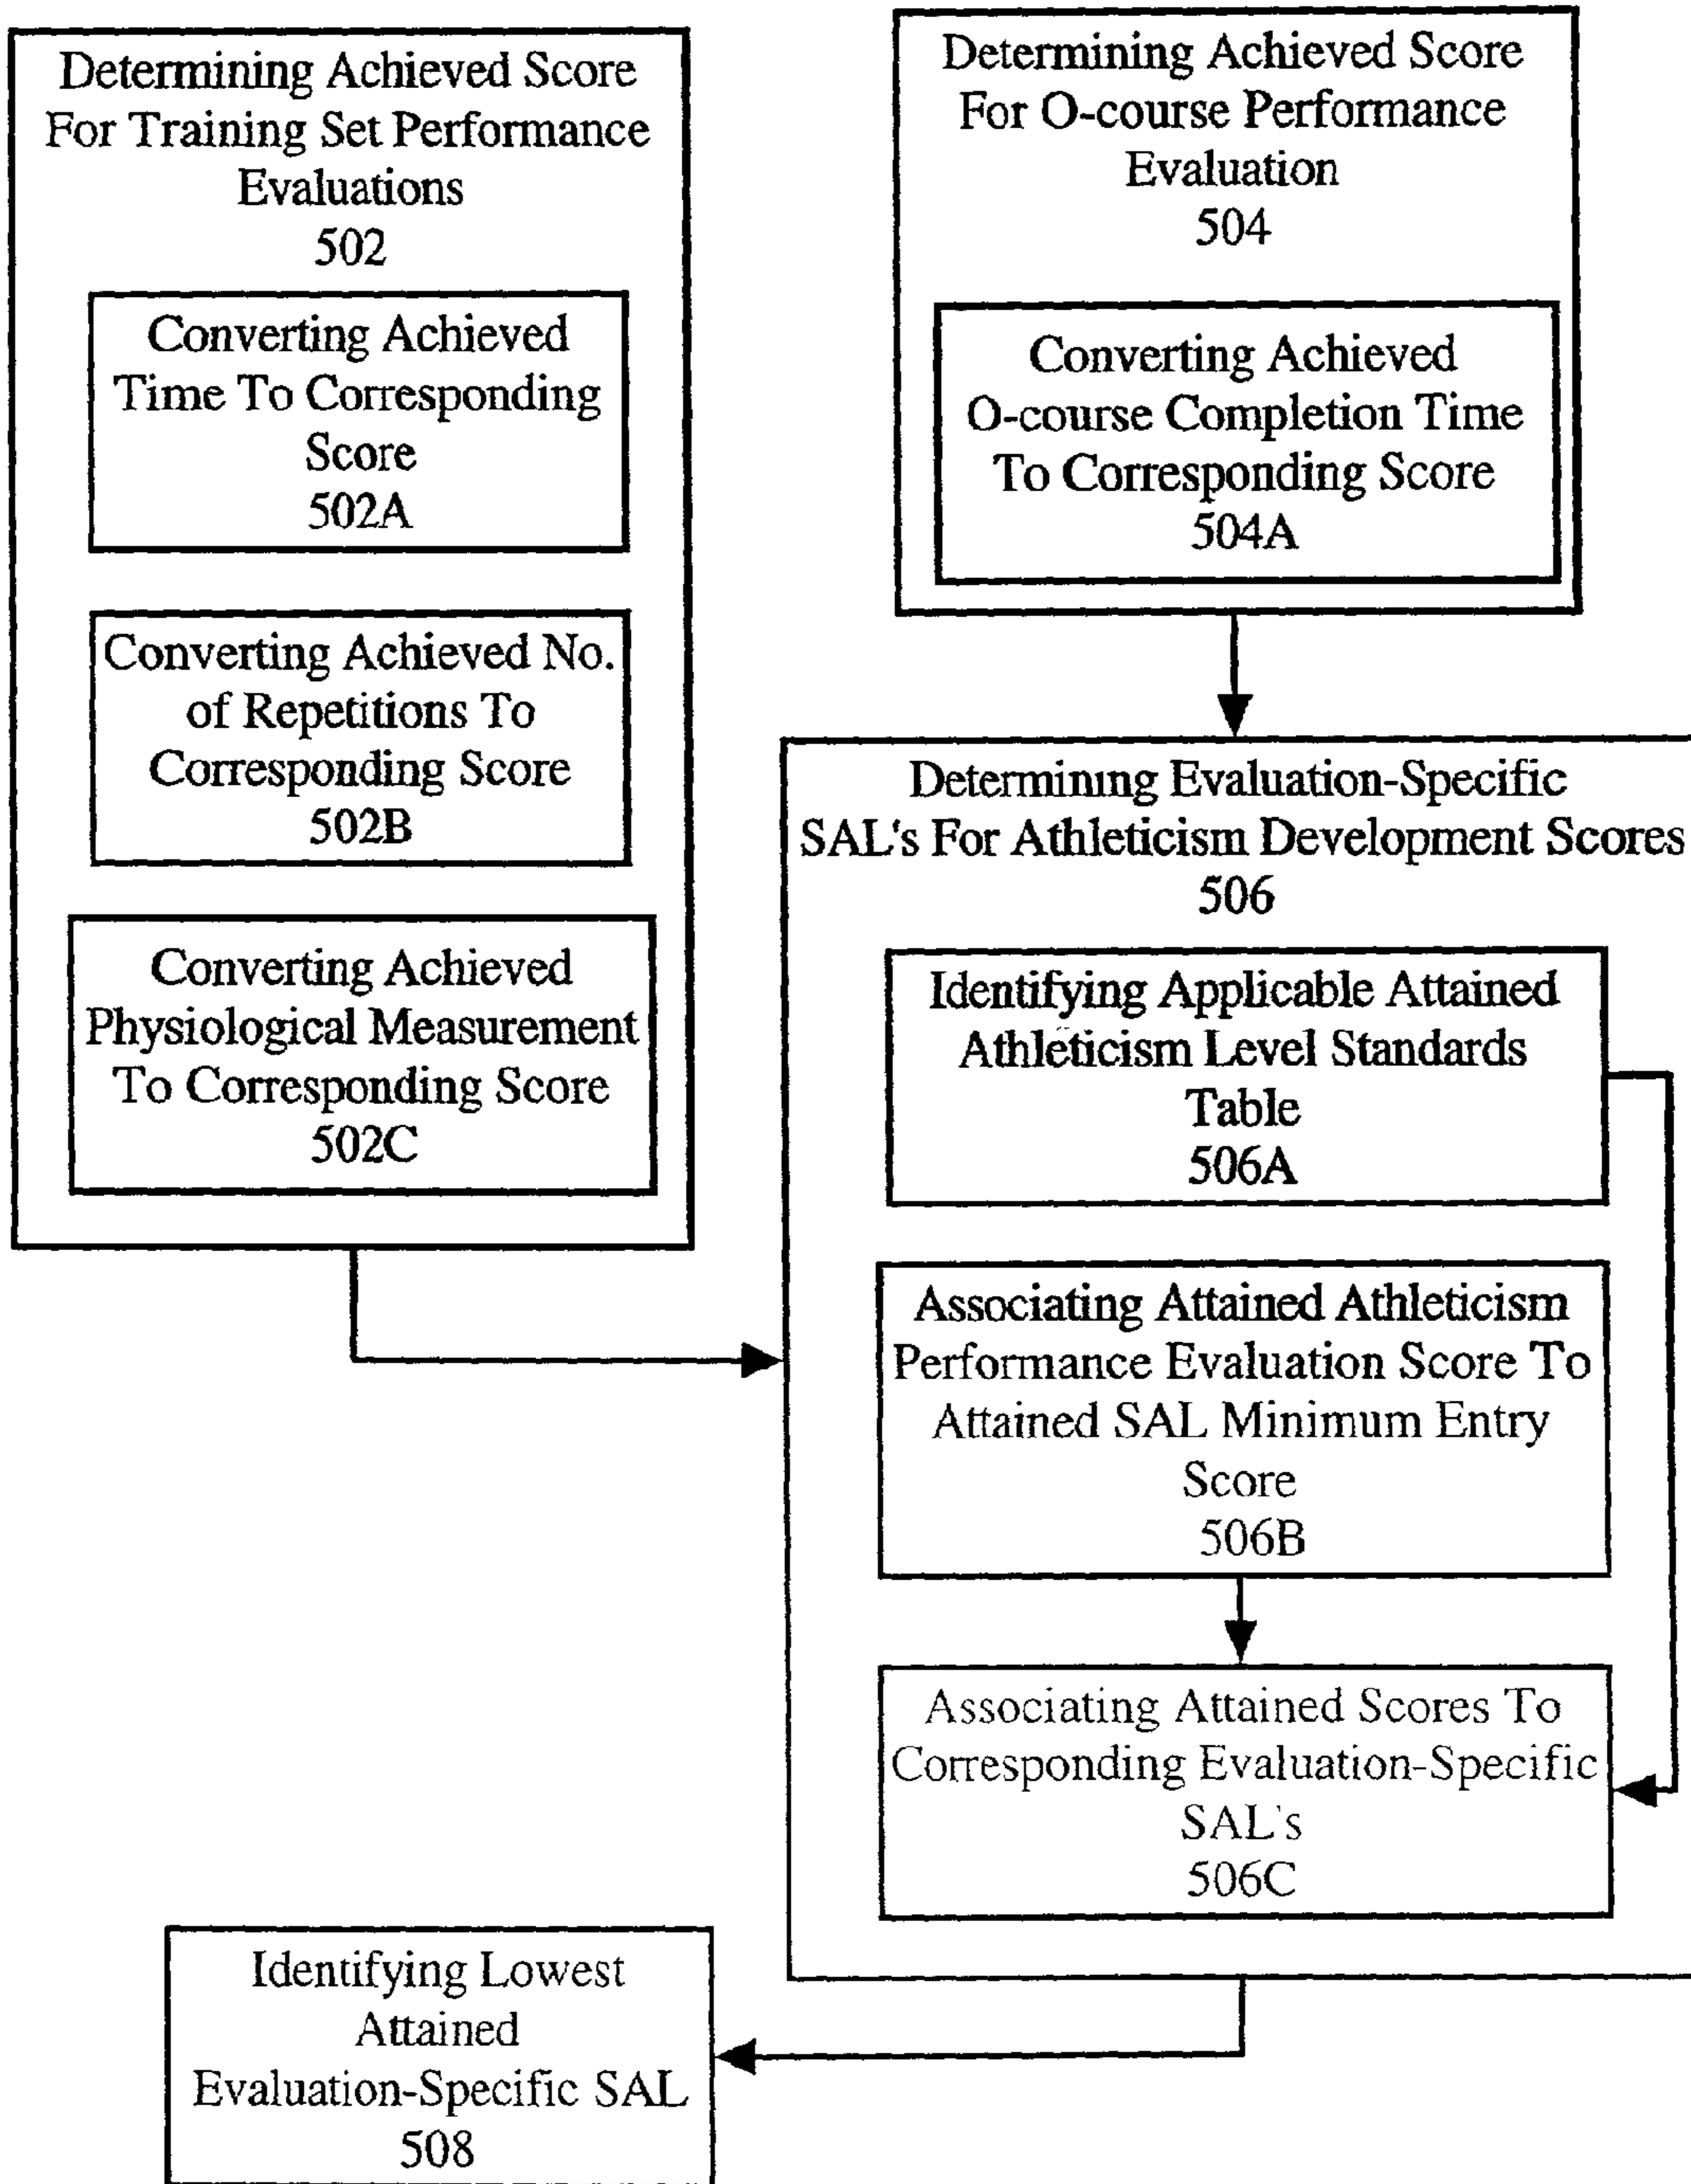 Determining Achieved Score
For Training Set Performance
Evaluations
502
Converting Achieved
Time To Corresponding
Score
502A
Converting Achieved No.
of Repetitions To
Corresponding Score
502B
Converting Achieved
Physiological Measurement
To Corresponding Score
502C
Determining Achieved Score
For O-course Performance
Evaluation
504
Converting Achieved
O-course Completion Time
To Corresponding Score
504A
Determining Evaluation-Specific
SAL's For Athleticism Development Scores
506
Identifying Applicable Attained
Athleticism Level Standards
Table
506A
Associating Attained Athleticism
Performance Evaluation Score To
Attained SAL Minimum Entry
Score
506B
Associating Attained Scores To
Corresponding Evaluation-Specific
SAL's
506C
Identifying Lowest
Attained
Evaluation-Specific SAL
508